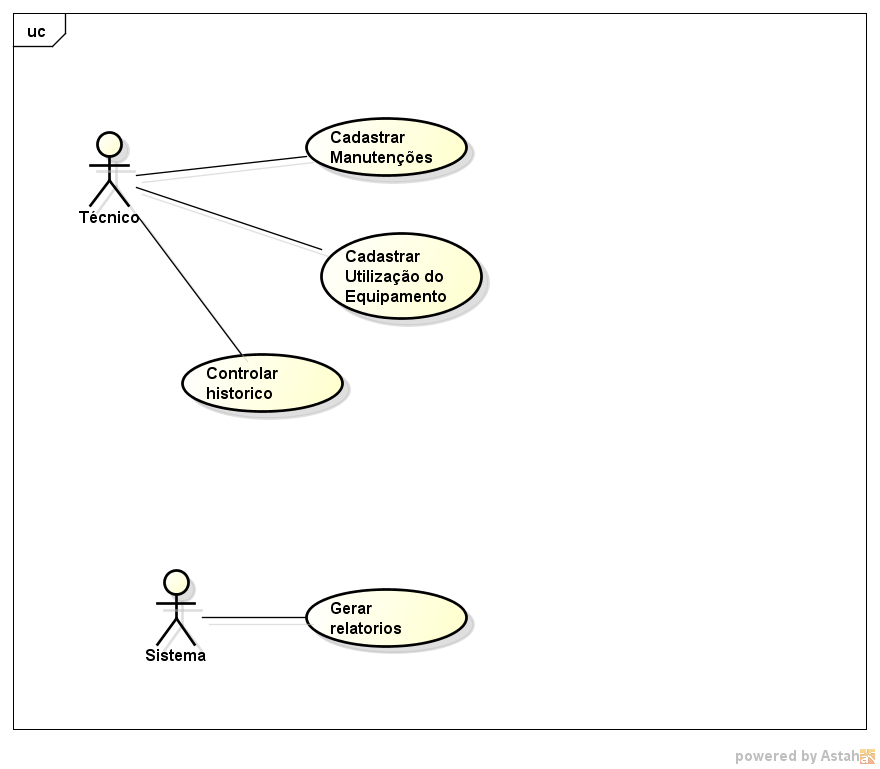 uc
Cadastrar
Manutenções
Técnico
Cadastrar
Utilização do
Equipamento
Controlar
historico
Gerar
relatorios
Sistema
powered by Astah